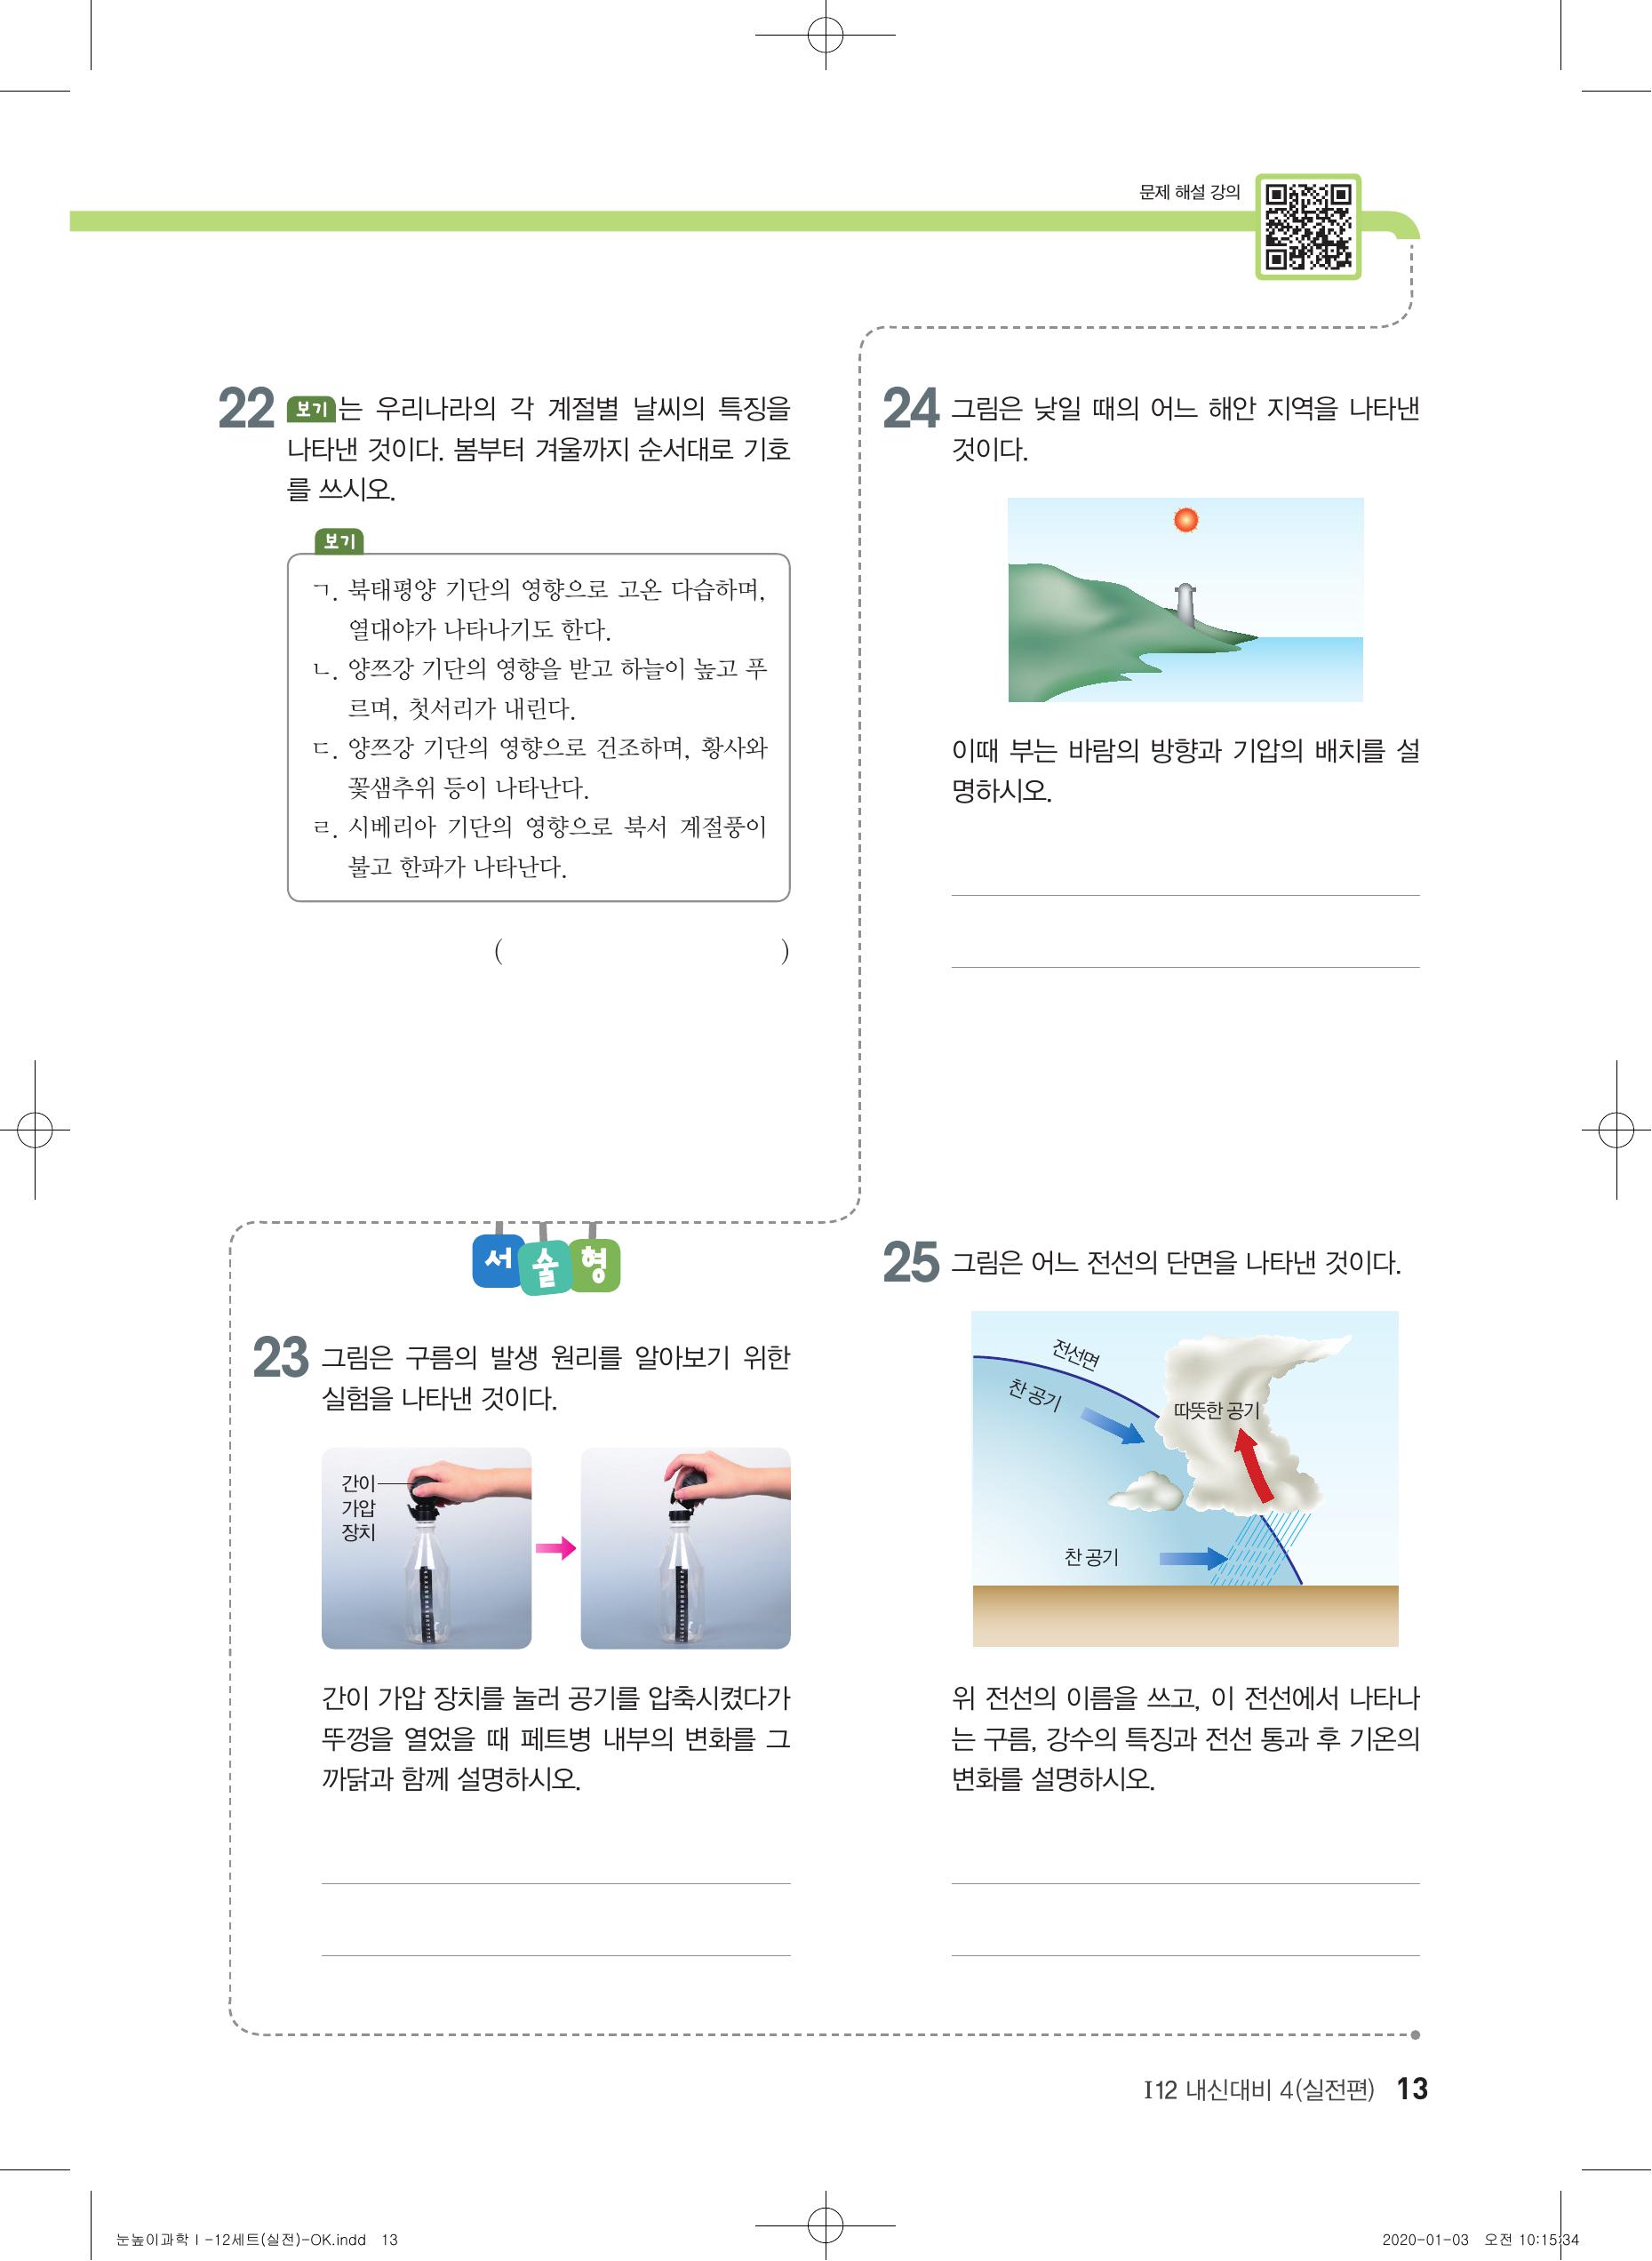 문제 해설 강의
22 보기 는 우리나라의 각 계절별 날씨의 특징을
나타낸 것이다. 봄부터 겨울까지 순서대로 기호
를 쓰시오.
보기
ㄱ. 북태평양 기단의 영향으로 고온 다습하며,
열대야가 나타나기도 한다.
ㄴ. 양쯔강 기단의 영향을 받고 하늘이 높고 푸
르며, 첫서리가 내린다.
ㄷ. 양쯔강 기단의 영향으로 건조하며, 황사와
꽃샘추위 등이 나타난다.
ㄹ. 시베리아 기단의 영향으로 북서 계절풍이
불고 한파가 나타난다.
( )
서술형
23 그림은 구름의 발생 원리를 알아보기 위한
실험을 나타낸 것이다.
간이
가압
장치
간이 가압 장치를 눌러 공기를 압축시켰다가
뚜껑을 열었을 때 페트병 내부의 변화를 그
까닭과 함께 설명하시오.
24 그림은 낮일 때의 어느 해안 지역을 나타낸
것이다.
이때 부는 바람의 방향과 기압의 배치를 설
명하시오.
25 그림은 어느 전선의 단면을 나타낸 것이다.
전선면
찬 공기
따뜻한 공기
찬 공기
위 전선의 이름을 쓰고, 이 전선에서 나타나
는 구름, 강수의 특징과 전선 통과 후 기온의
변화를 설명하시오.
I12 내신대비 4(실전편) 13
눈높이과학Ⅰ-12세트(실전)-OK.indd 13
2020-01-03 오전 10:15:34